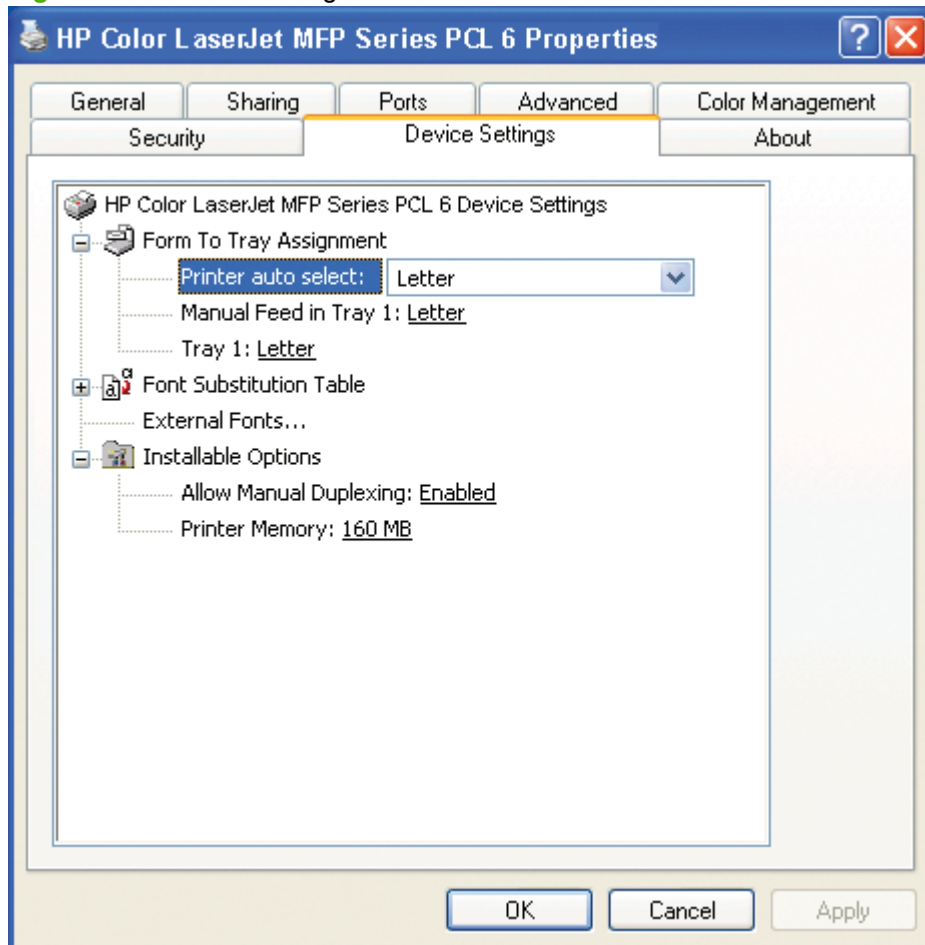 HP Color LaserJet MFP Series PCL 6 Properties
General Sharing Ports Advanced Color Management
Security Device Settings About
HP Color LaserJet MFP Series PCL 6 Device Settings
Form To Tray Assignment
Printer auto select: Letter
Manual Feed in Tray 1: Letter
Tray 1: Letter
Font Substitution Table
External Fonts...
Installable Options
Allow Manual Duplexing: Enabled
Printer Memory: 160 MB
OK Cancel Apply